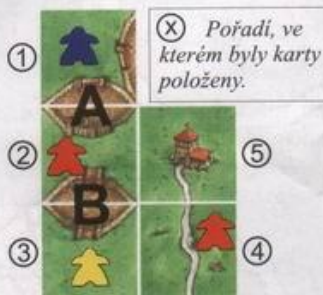 Ⓧ Pořadí, ve
kterém byly karty
položeny.
①
A
②
⑤
B
③
④